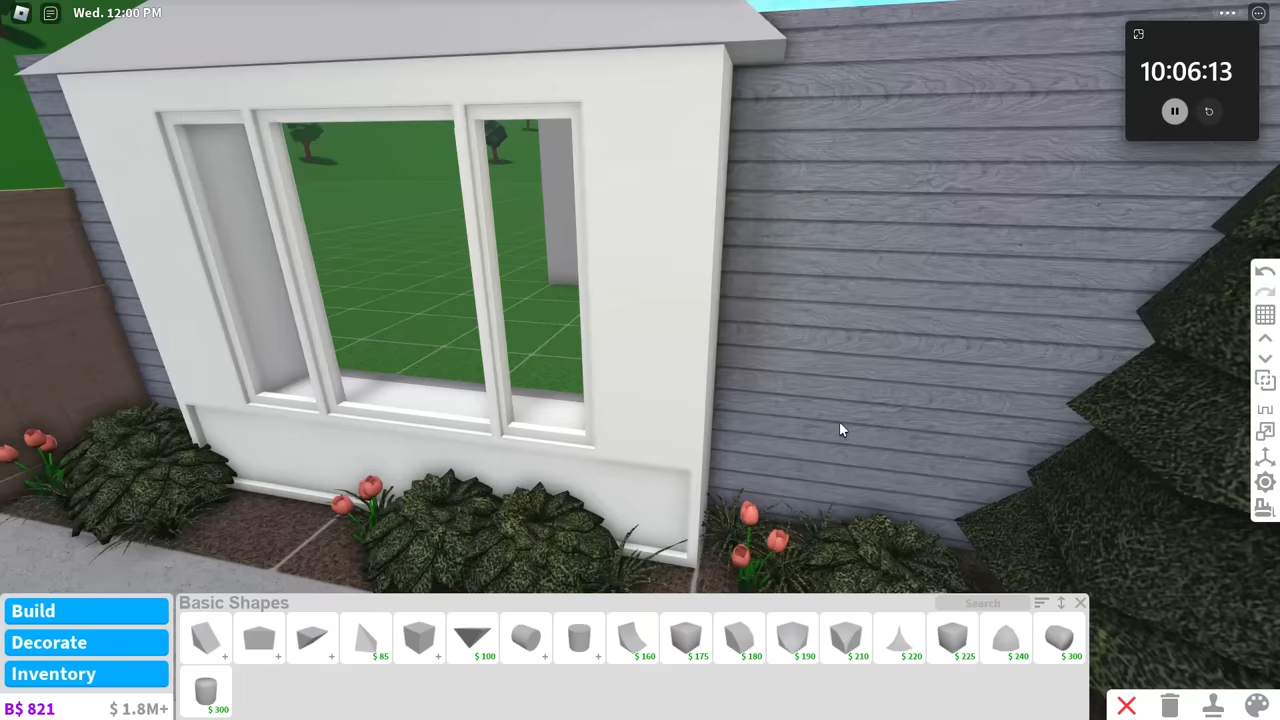 Wed. 12:00 PM
10:06:13
Build
Decorate
Inventory
B$ 821
$ 1.8M+
Basic Shapes
Search
+
+
+
$ 85
+
$ 100
+
+
$ 160
$ 175
$ 180
$ 190
$ 210
$ 220
$ 225
$ 240
$ 300
$ 300